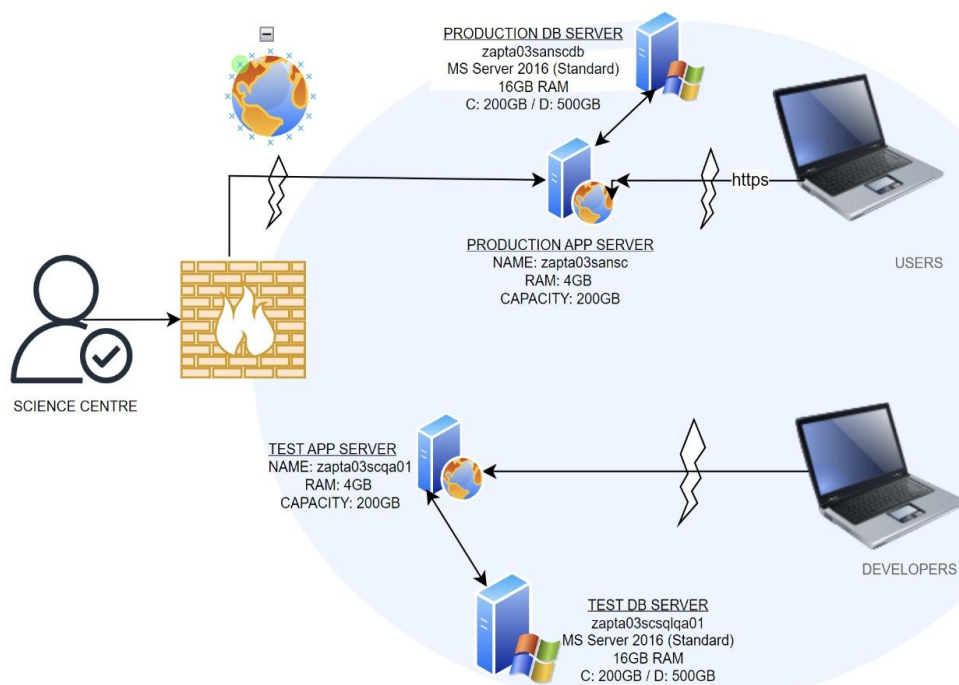 PRODUCTION DB SERVER
zapta03sanscdb
MS Server 2016 (Standard)
16GB RAM
C: 200GB / D: 500GB
https
PRODUCTION APP SERVER
NAME: zapta03sansc
RAM: 4GB
CAPACITY: 200GB
USERS
SCIENCE CENTRE
TEST APP SERVER
NAME: zapta03scqa01
RAM: 4GB
CAPACITY: 200GB
DEVELOPERS
TEST DB SERVER
zapta03scsqlqa01
MS Server 2016 (Standard)
16GB RAM
C: 200GB / D: 500GB